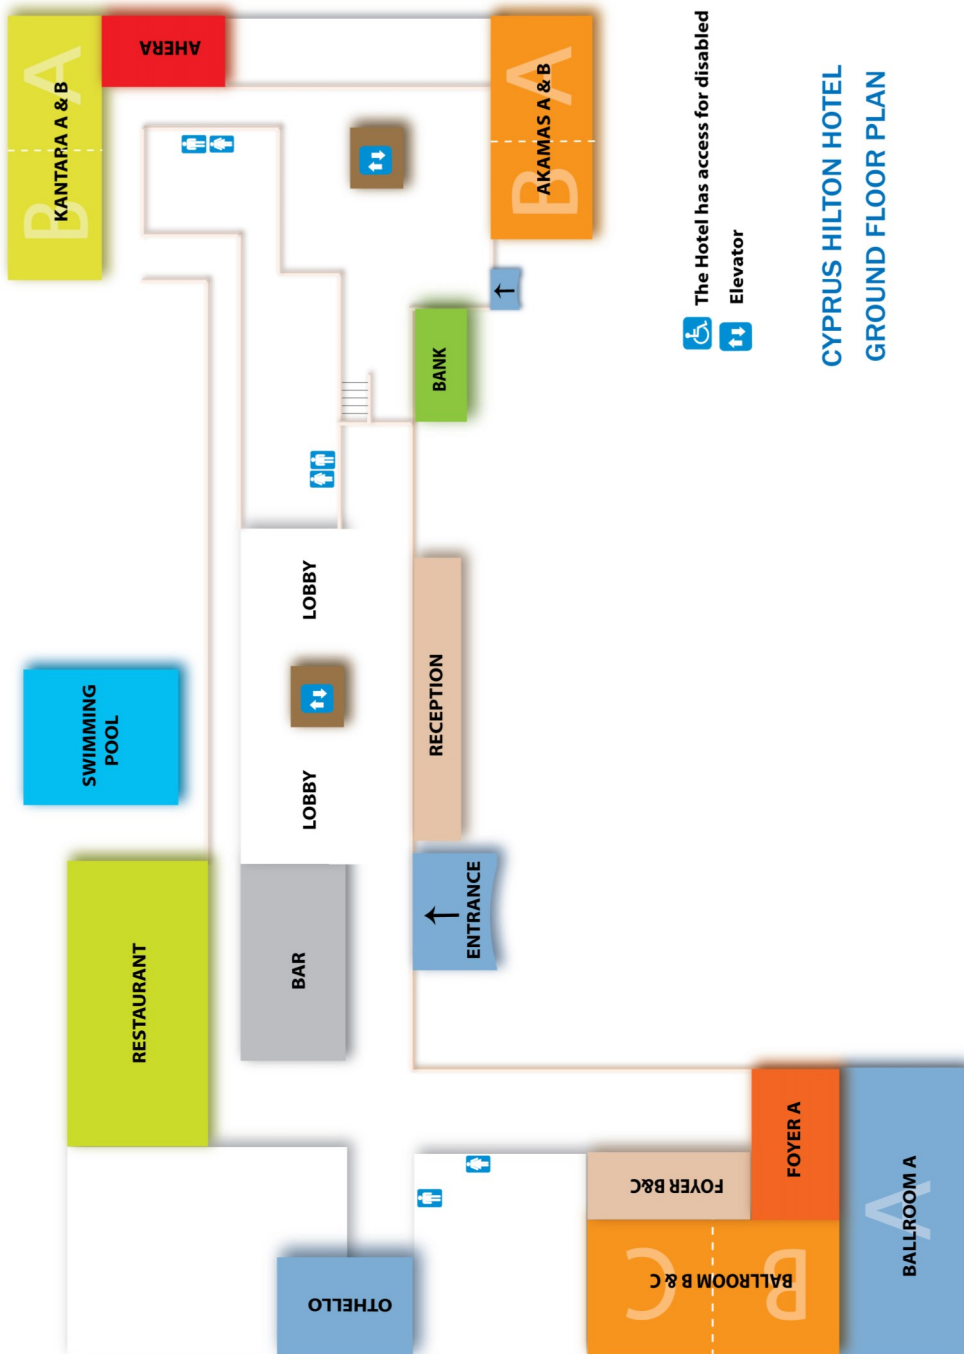 CYPRUS HILTON HOTEL
GROUND FLOOR PLAN
The Hotel has access for disabled
Elevator
KANTARA A & B
B A
AHERA
AKAMAS A & B
B A
BANK
LOBBY
LOBBY
RECEPTION
SWIMMING
POOL
RESTAURANT
BAR
ENTRANCE
OTHELLO
FOYER B&C
FOYER A
BALLROOM B & C
C
B
BALLROOM A
A